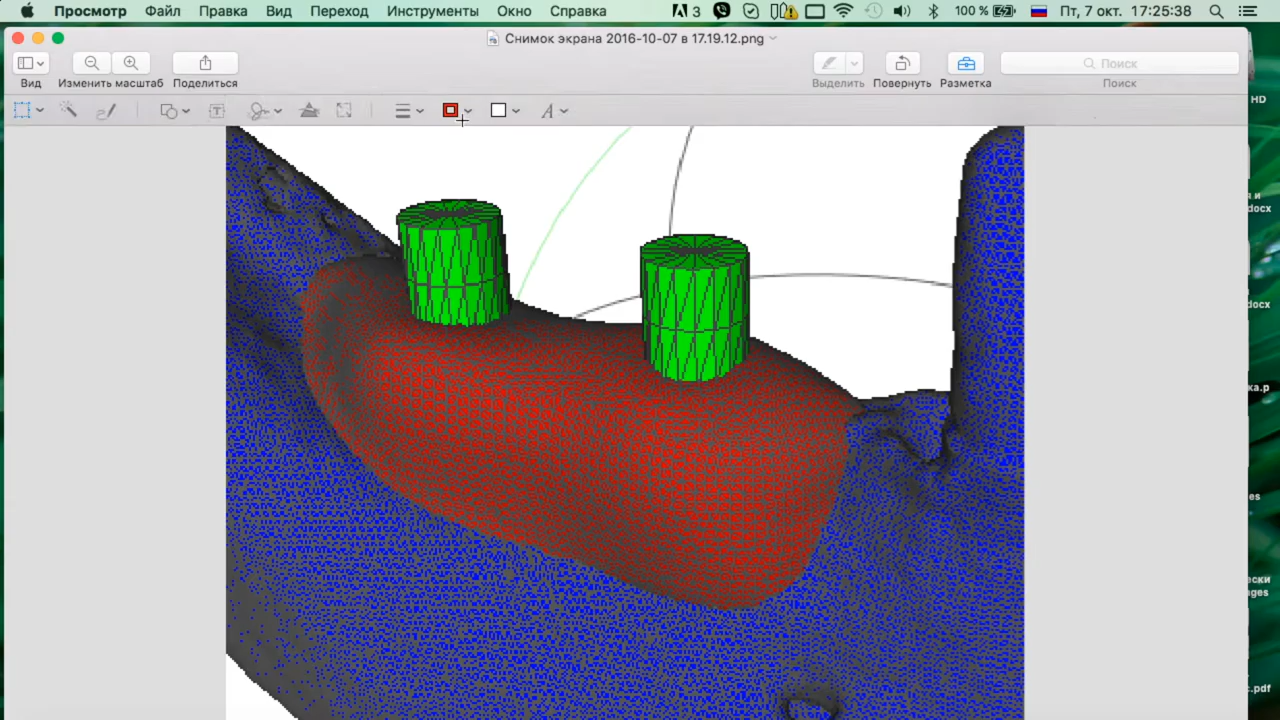 Просмотр Файл Правка Вид Переход Инструменты Окно Справка 3 100 % Пт, 7 окт. 17:25:38
Снимок экрана 2016-10-07 в 17.19.12.png
Поиск
Вид Изменить масштаб Поделиться Выделить Повернуть Разметка Поиск
HD
docx
docx
ges
c.pdf